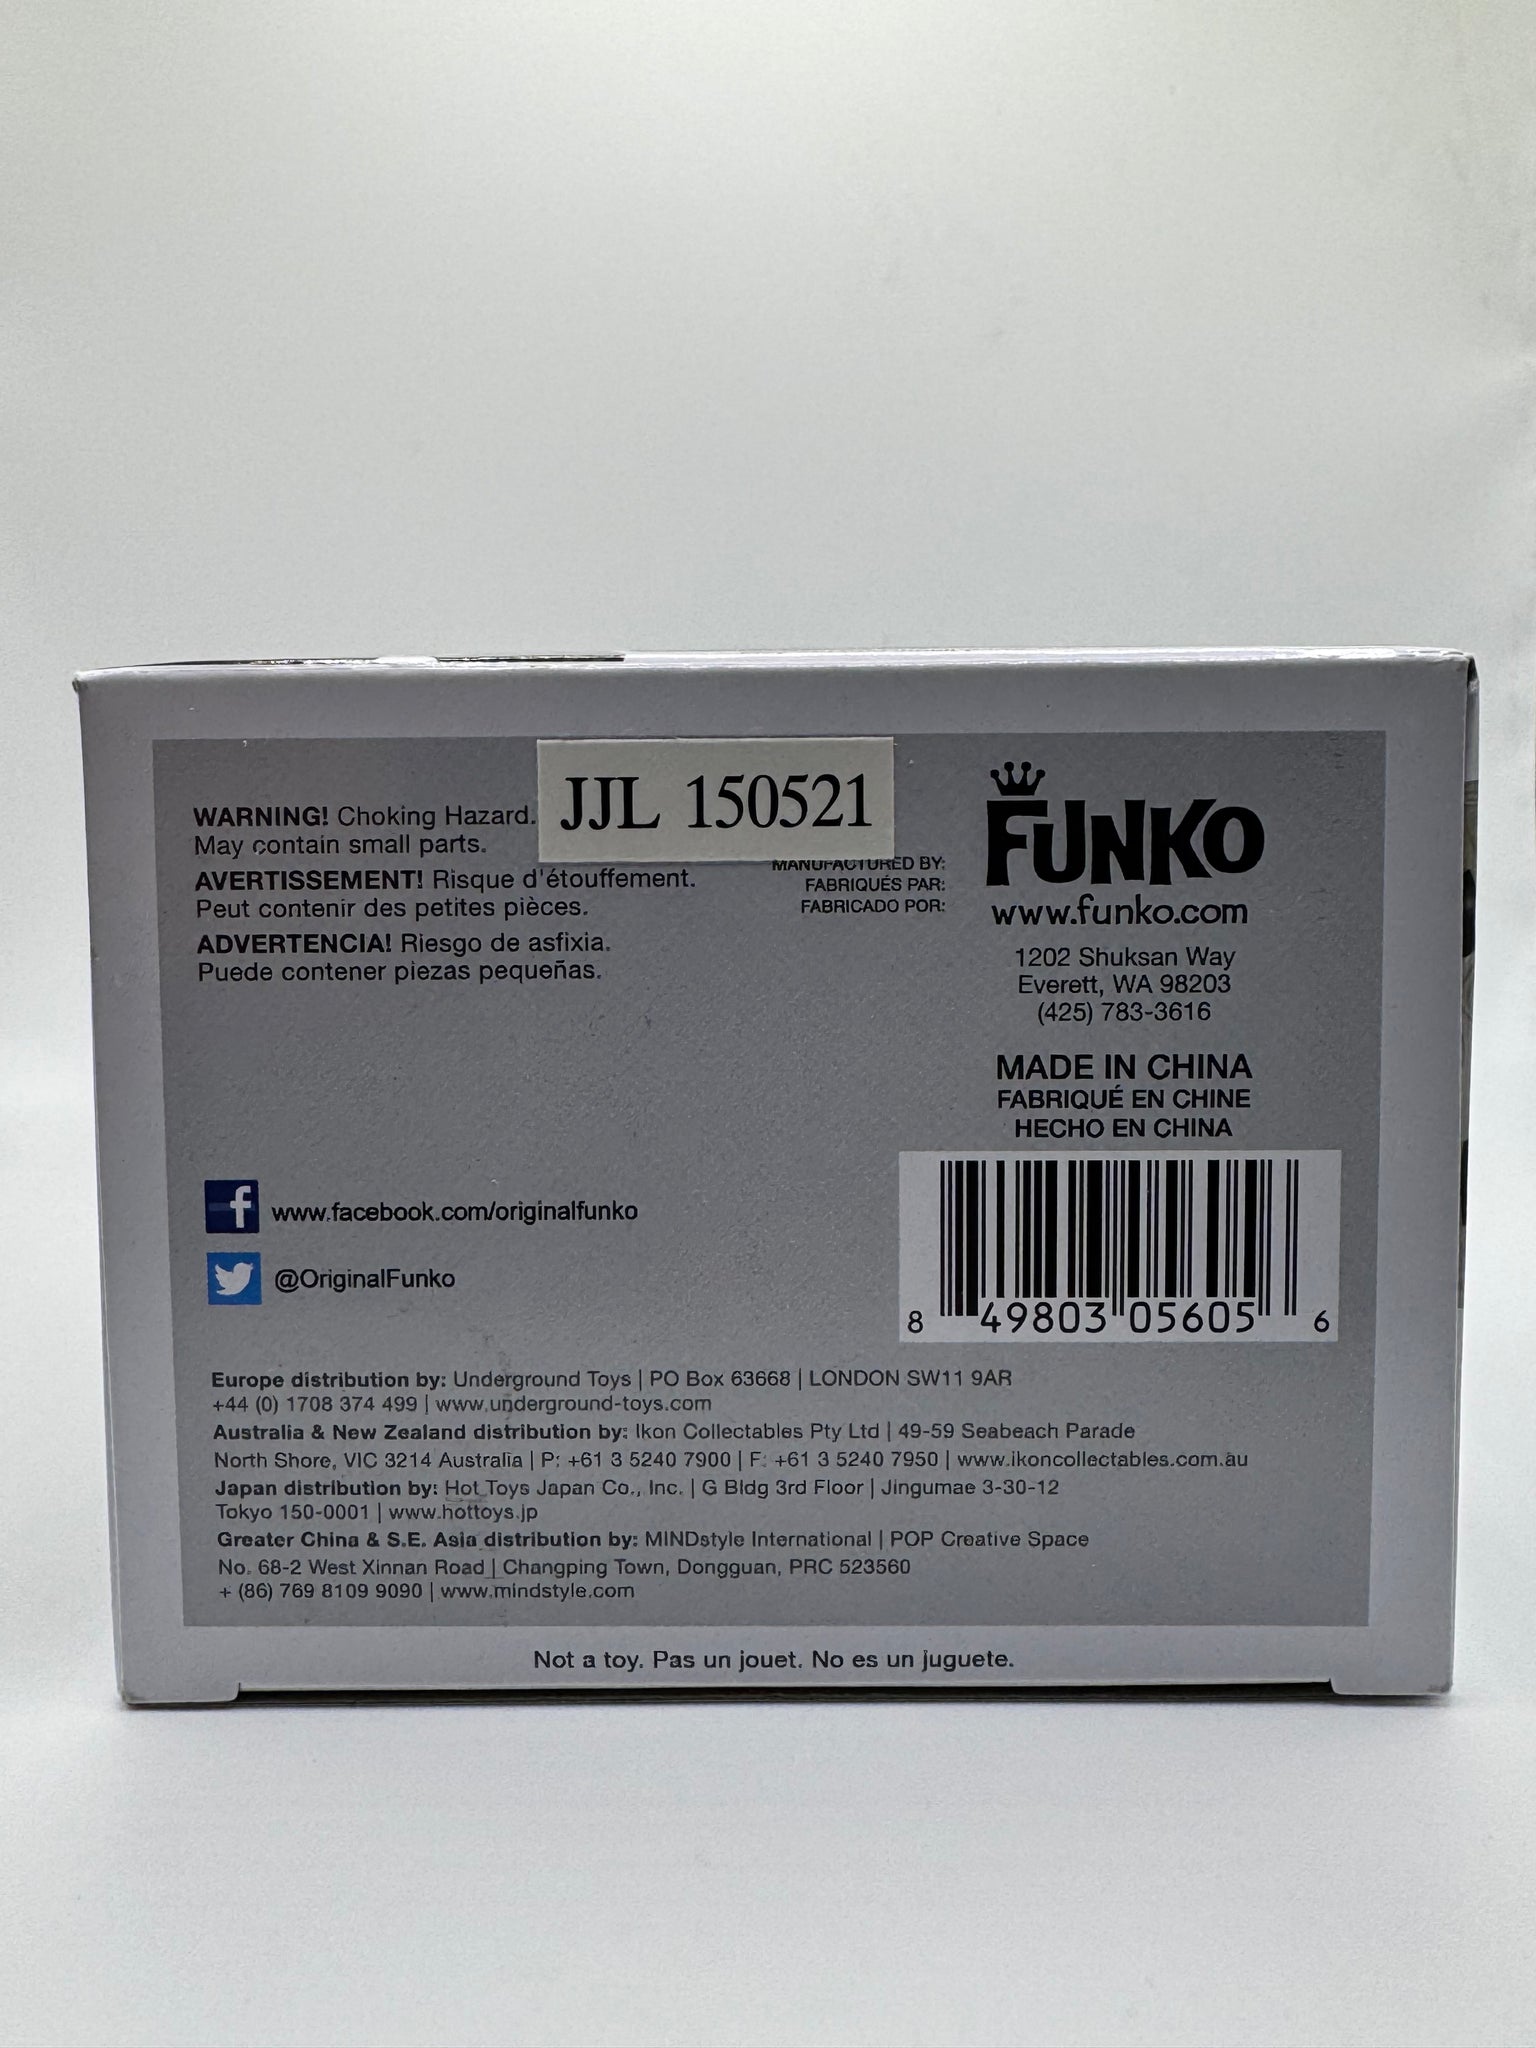 JJL 150521
WARNING! Choking Hazard.
May contain small parts.
AVERTISSEMENT! Risque d'étouffement.
Peut contenir des petites pièces.
ADVERTENCIA! Riesgo de asfixia.
Puede contener piezas pequeñas.
MANUFACTURED BY:
FABRIQUÉS PAR:
FABRICADO POR:
FUNKO
www.funko.com
1202 Shuksan Way
Everett, WA 98203
(425) 783-3616
MADE IN CHINA
FABRIQUÉ EN CHINE
HECHO EN CHINA
f www.facebook.com/originalfunko
@OriginalFunko
8 49803 05605 6
Europe distribution by: Underground Toys | PO Box 63668 | LONDON SW11 9AR
+44 (0) 1708 374 499 | www.underground-toys.com
Australia & New Zealand distribution by: Ikon Collectables Pty Ltd | 49-59 Seabeach Parade
North Shore, VIC 3214 Australia | P: +61 3 5240 7900 | F: +61 3 5240 7950 | www.ikoncollectables.com.au
Japan distribution by: Hot Toys Japan Co., Inc. | G Bldg 3rd Floor | Jingumae 3-30-12
Tokyo 150-0001 | www.hottoys.jp
Greater China & S.E. Asia distribution by: MINDstyle International | POP Creative Space
No. 68-2 West Xinnan Road | Changping Town, Dongguan, PRC 523560
+ (86) 769 8109 9090 | www.mindstyle.com
Not a toy. Pas un jouet. No es un juguete.